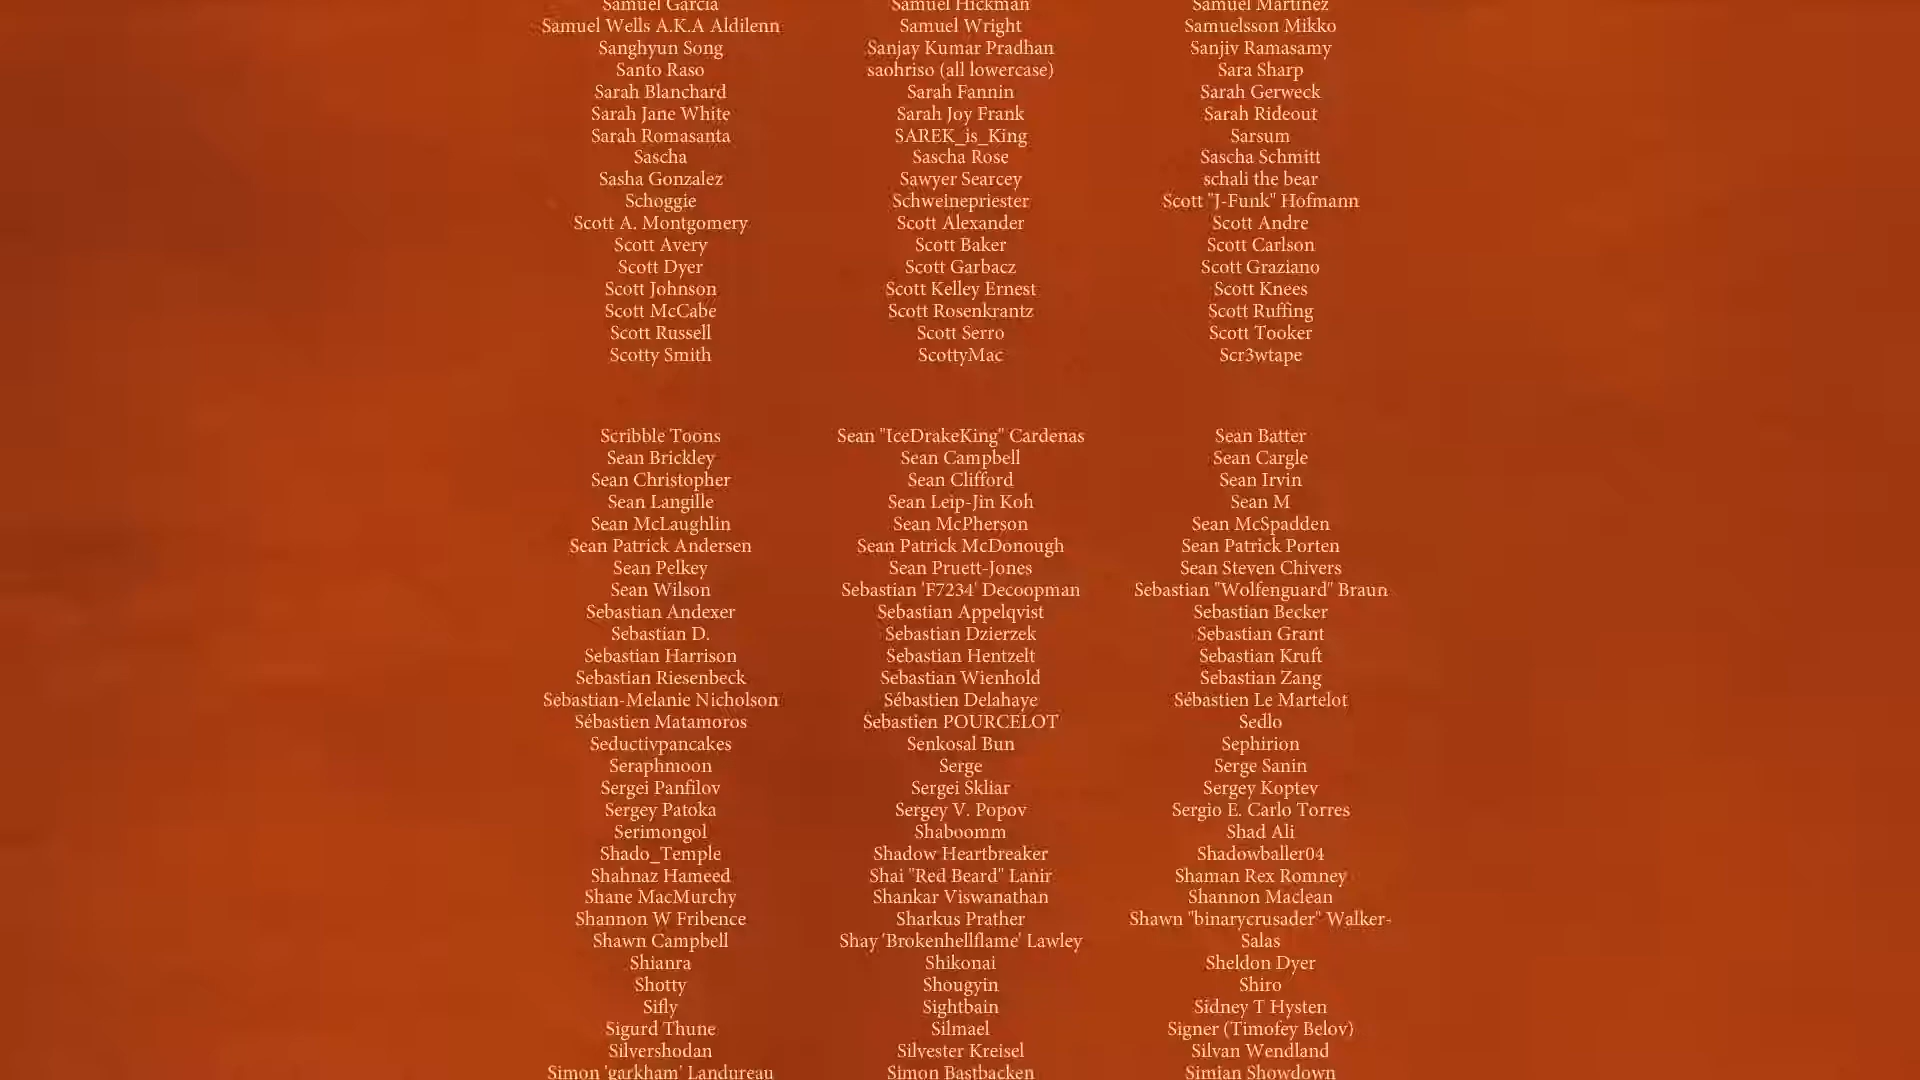 Samuel Garcia
Samuel Hickman
Samuel Martinez
Samuel Wells A.K.A Aldilenn
Samuel Wright
Samuelsson Mikko
Sanghyun Song
Sanjay Kumar Pradhan
Sanjiv Ramasamy
Santo Raso
saohriso (all lowercase)
Sara Sharp
Sarah Blanchard
Sarah Fannin
Sarah Gerweck
Sarah Jane White
Sarah Joy Frank
Sarah Rideout
Sarah Romasanta
SAREK_is_King
Sarsum
Sascha
Sascha Rose
Sascha Schmitt
Sasha Gonzalez
Sawyer Searcey
schali the bear
Schoggie
Schweinepriester
Scott "J-Funk" Hofmann
Scott A. Montgomery
Scott Alexander
Scott Andre
Scott Avery
Scott Baker
Scott Carlson
Scott Dyer
Scott Garbacz
Scott Graziano
Scott Johnson
Scott Kelley Ernest
Scott Knees
Scott McCabe
Scott Rosenkrantz
Scott Ruffing
Scott Russell
Scott Serro
Scott Tooker
Scotty Smith
ScottyMac
Scr3wtape
Scribble Toons
Sean "IceDrakeKing" Cardenas
Sean Batter
Sean Brickley
Sean Campbell
Sean Cargle
Sean Christopher
Sean Clifford
Sean Irvin
Sean Langille
Sean Leip-Jin Koh
Sean M
Sean McLaughlin
Sean McPherson
Sean McSpadden
Sean Patrick Andersen
Sean Patrick McDonough
Sean Patrick Porten
Sean Pelkey
Sean Pruett-Jones
Sean Steven Chivers
Sean Wilson
Sebastian 'F7234' Decoopman
Sebastian "Wolfenguard" Braun
Sebastian Andexer
Sebastian Appelqvist
Sebastian Becker
Sebastian D.
Sebastian Dzierzek
Sebastian Grant
Sebastian Harrison
Sebastian Hentzelt
Sebastian Kruft
Sebastian Riesenbeck
Sebastian Wienhold
Sebastian Zang
Sebastian-Melanie Nicholson
Sébastien Delahaye
Sébastien Le Martelot
Sébastien Matamoros
Sebastien POURCELOT
Sedlo
Seductivpancakes
Senkosal Bun
Sephirion
Seraphmoon
Serge
Serge Sanin
Sergei Panfilov
Sergei Skliar
Sergey Koptev
Sergey Patoka
Sergey V. Popov
Sergio E. Carlo Torres
Serimongol
Shaboomm
Shad Ali
Shado_Temple
Shadow Heartbreaker
Shadowballer04
Shahnaz Hameed
Shai "Red Beard" Lanir
Shaman Rex Romney
Shane MacMurchy
Shankar Viswanathan
Shannon Maclean
Shannon W Fribence
Sharkus Prather
Shawn "binarycrusader" Walker-
Salas
Shawn Campbell
Shay 'Brokenhellflame' Lawley
Shianra
Shikonai
Sheldon Dyer
Shotty
Shougyin
Shiro
Sifly
Sightbain
Sidney T Hysten
Sigurd Thune
Silmael
Signer (Timofey Belov)
Silvershodan
Silvester Kreisel
Silvan Wendland
Simon 'garkham' Landureau
Simon Bastbacken
Simian Showdown